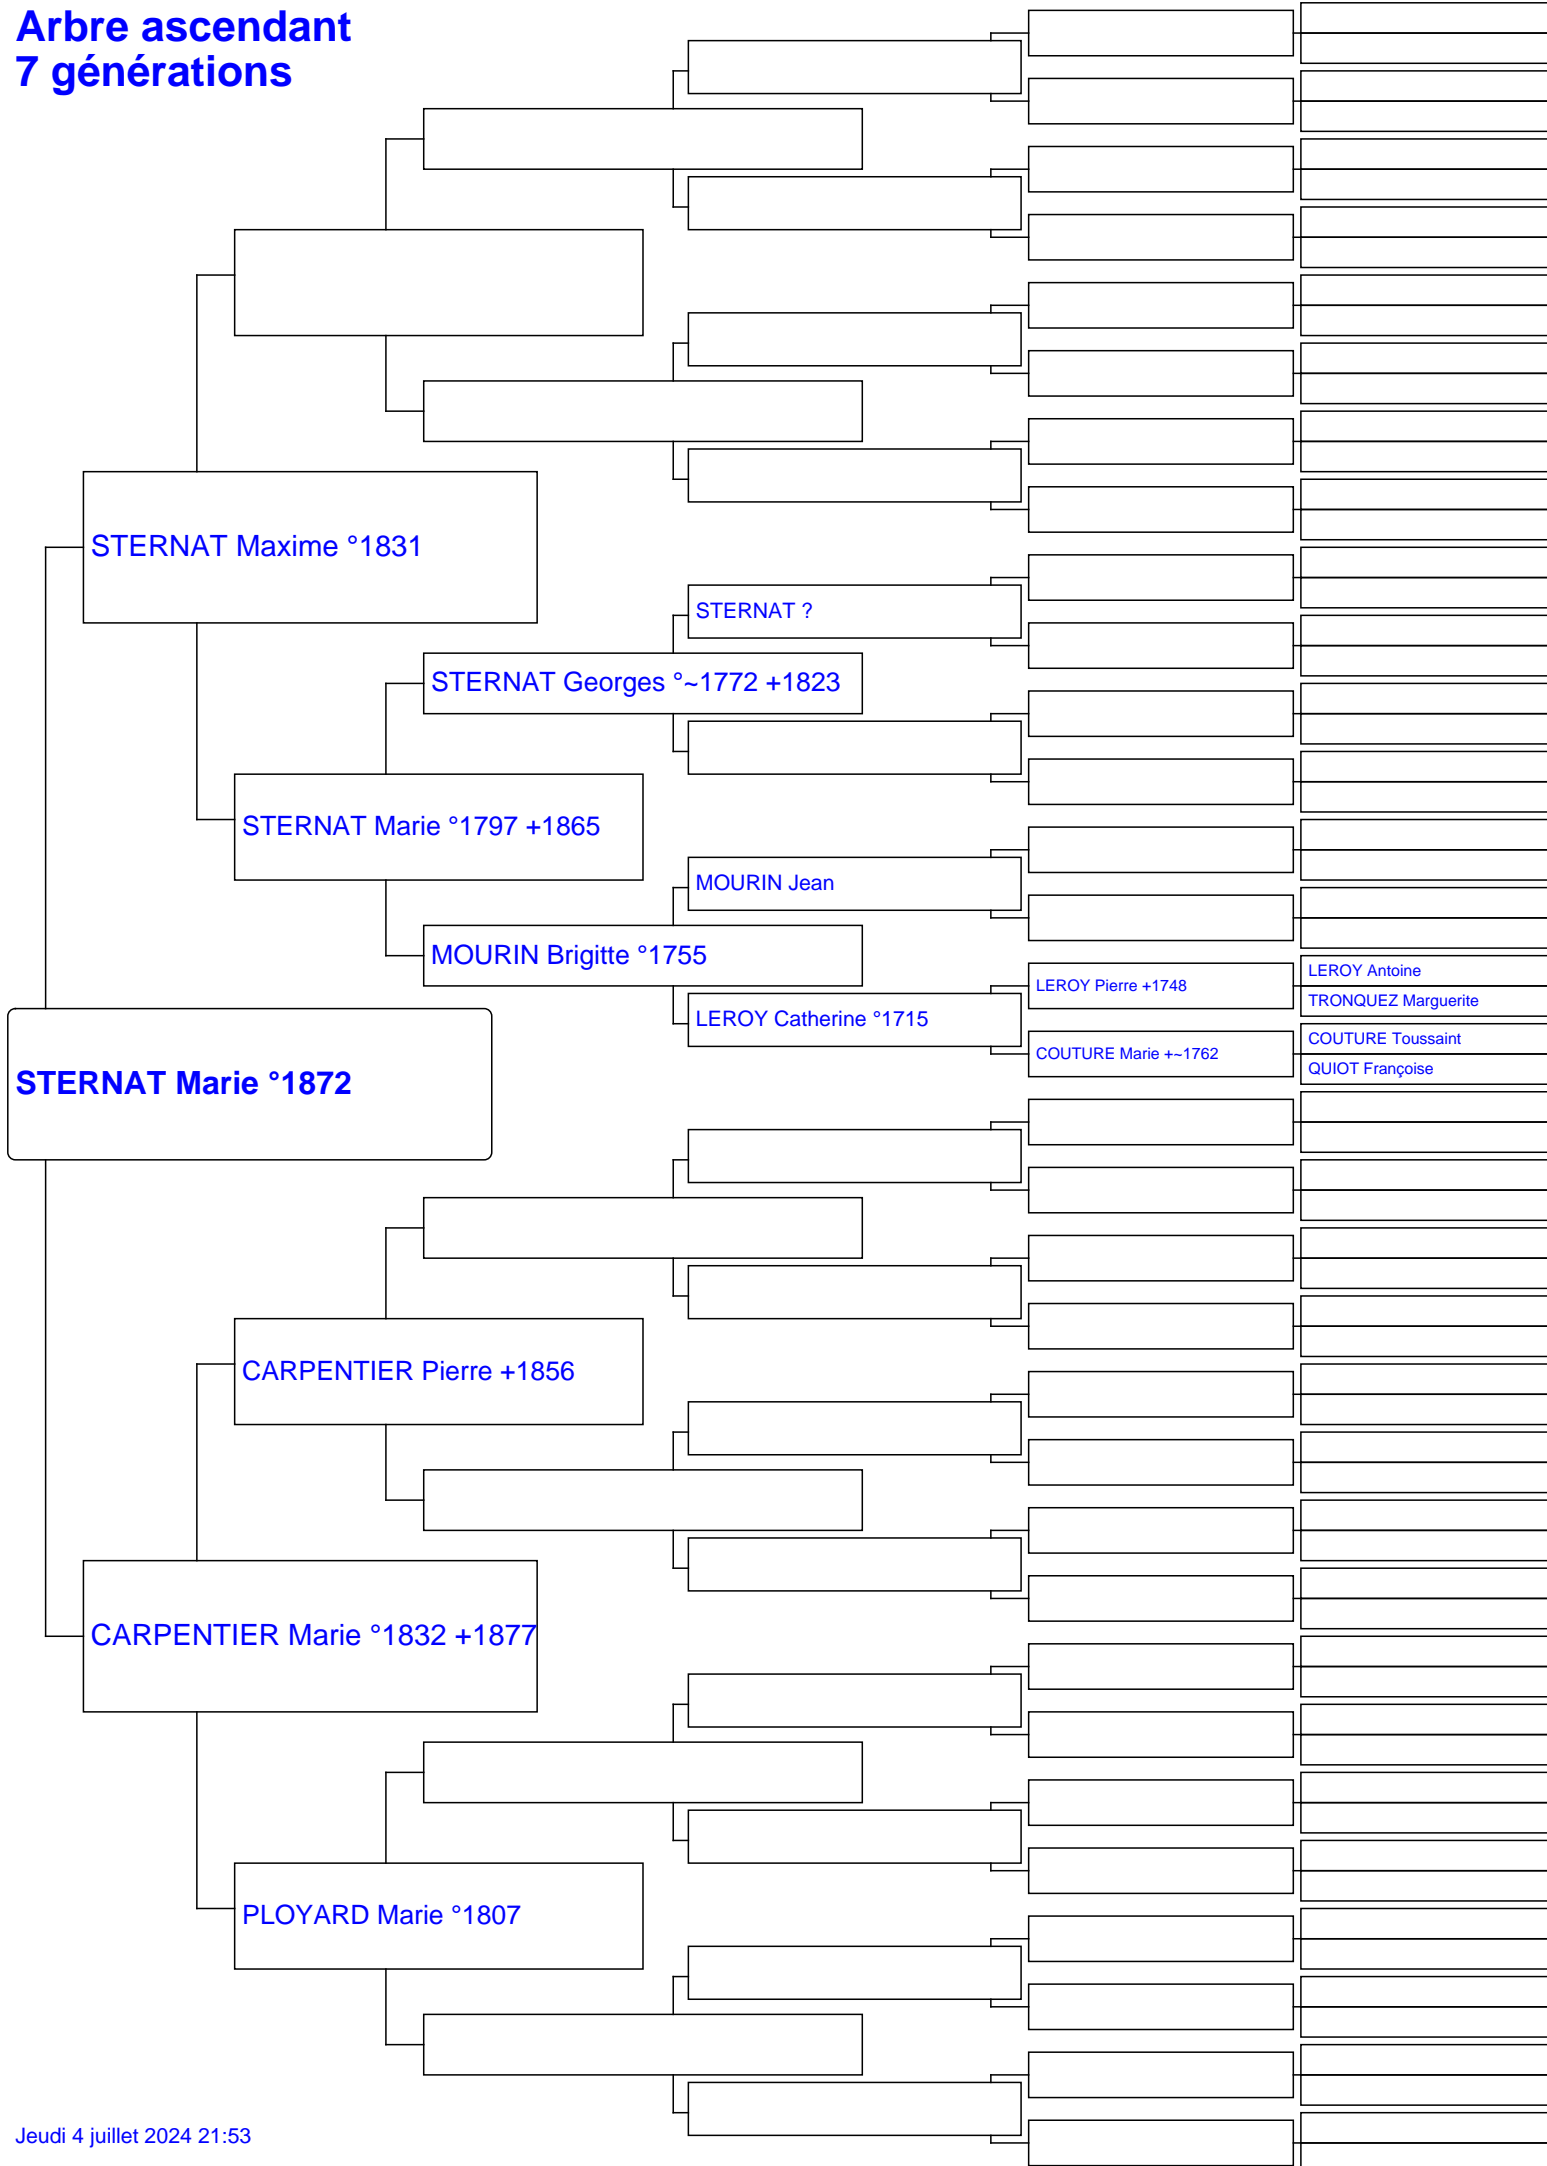 Arbre ascendant
7 générations
STERNAT Maxime °1831
STERNAT ?
STERNAT Georges °~1772 +1823
STERNAT Marie °1797 +1865
MOURIN Jean
MOURIN Brigitte °1755
LEROY Antoine
LEROY Pierre +1748
TRONQUEZ Marguerite
LEROY Catherine °1715
COUTURE Toussaint
COUTURE Marie +~1762
QUIOT Françoise
STERNAT Marie °1872
CARPENTIER Pierre +1856
CARPENTIER Marie °1832 +1877
PLOYARD Marie °1807
Jeudi 4 juillet 2024 21:53